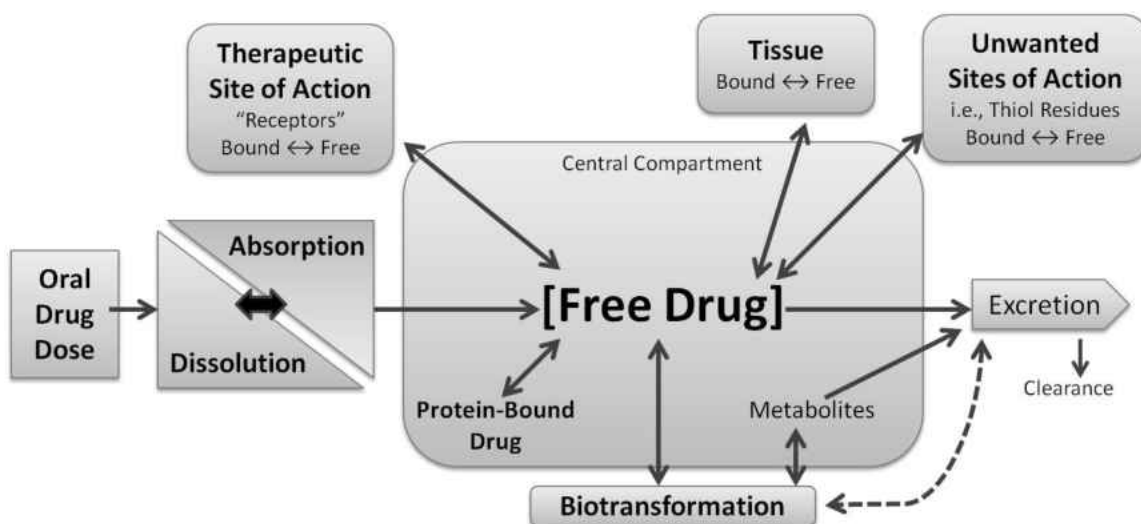 Therapeutic
Site of Action
“Receptors”
Bound ↔ Free
Tissue
Bound ↔ Free
Unwanted
Sites of Action
i.e., Thiol Residues
Bound ↔ Free
Central Compartment
Oral
Drug
Dose
Absorption
Dissolution
[Free Drug]
Excretion
Clearance
Protein-Bound
Drug
Metabolites
Biotransformation